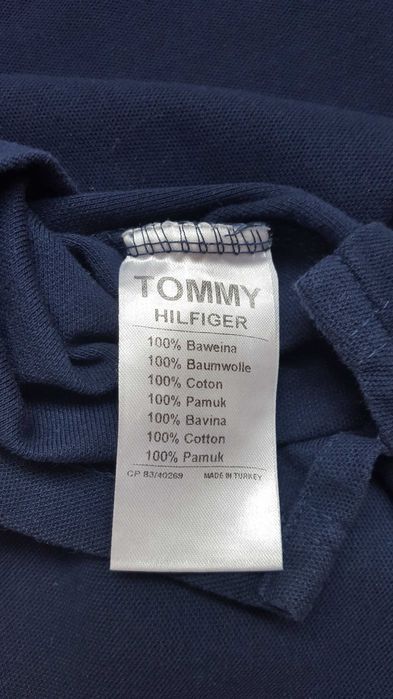 TOMMY
HILFIGER
100% Baweina
100% Baumwolle
100% Coton
100% Pamuk
100% Bavina
100% Cotton
100% Pamuk
CP 83/40269 MADE IN TURKEY